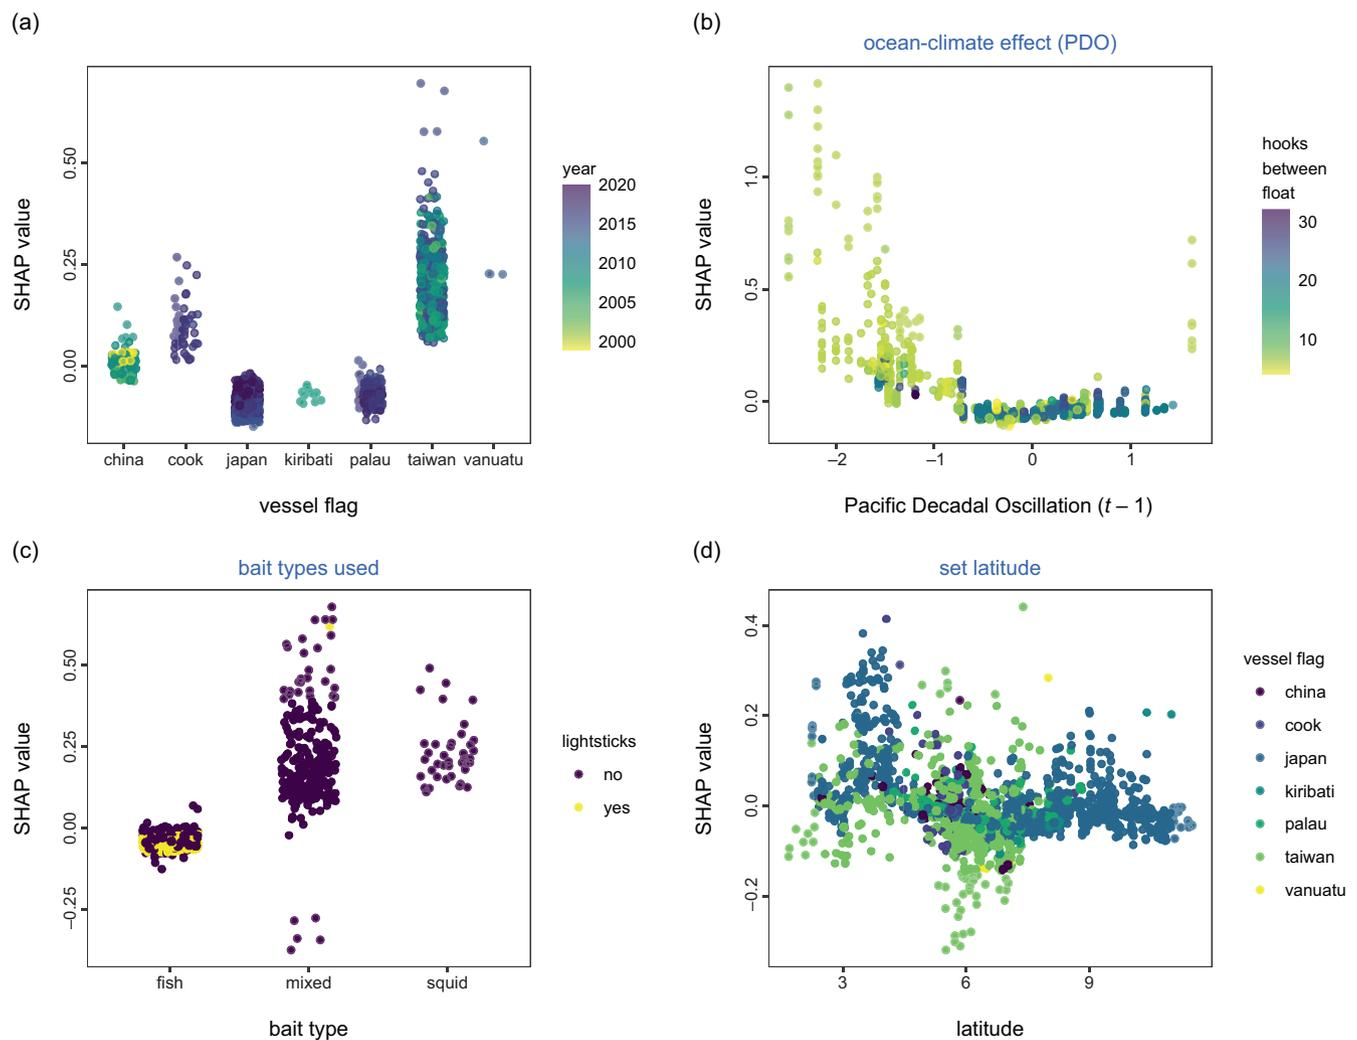 (a)
SHAP value
0.50
0.25
0.00
china cook japan kiribati palau taiwan vanuatu
vessel flag
year
2020
2015
2010
2005
2000
(b)
ocean-climate effect (PDO)
SHAP value
1.0
0.5
0.0
–2 –1 0 1
Pacific Decadal Oscillation (t – 1)
hooks
between
float
30
20
10
(c)
bait types used
SHAP value
0.50
0.25
0.00
–0.25
fish mixed squid
bait type
lightsticks
no
yes
(d)
set latitude
SHAP value
0.4
0.2
0.0
–0.2
3 6 9
latitude
vessel flag
china
cook
japan
kiribati
palau
taiwan
vanuatu